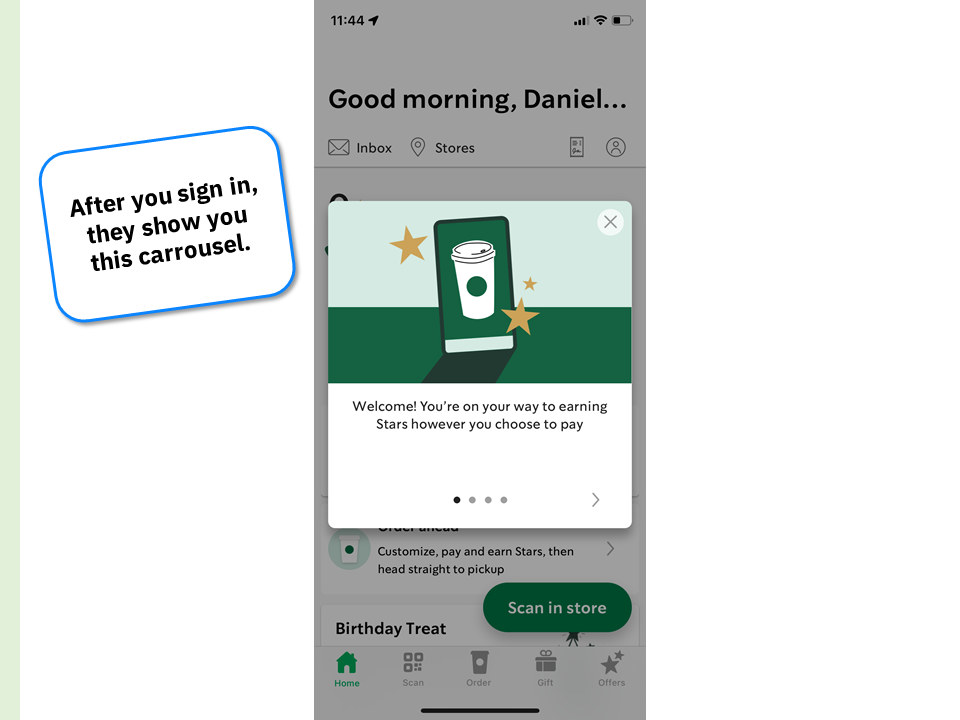 11:44
Good morning, Daniel...
Inbox
Stores
After you sign in,
they show you
this carrousel.
Welcome! You're on your way to earning
Stars however you choose to pay
Order ahead
Customize, pay and earn Stars, then
head straight to pickup
Scan in store
Birthday Treat
Home
Scan
Order
Gift
Offers